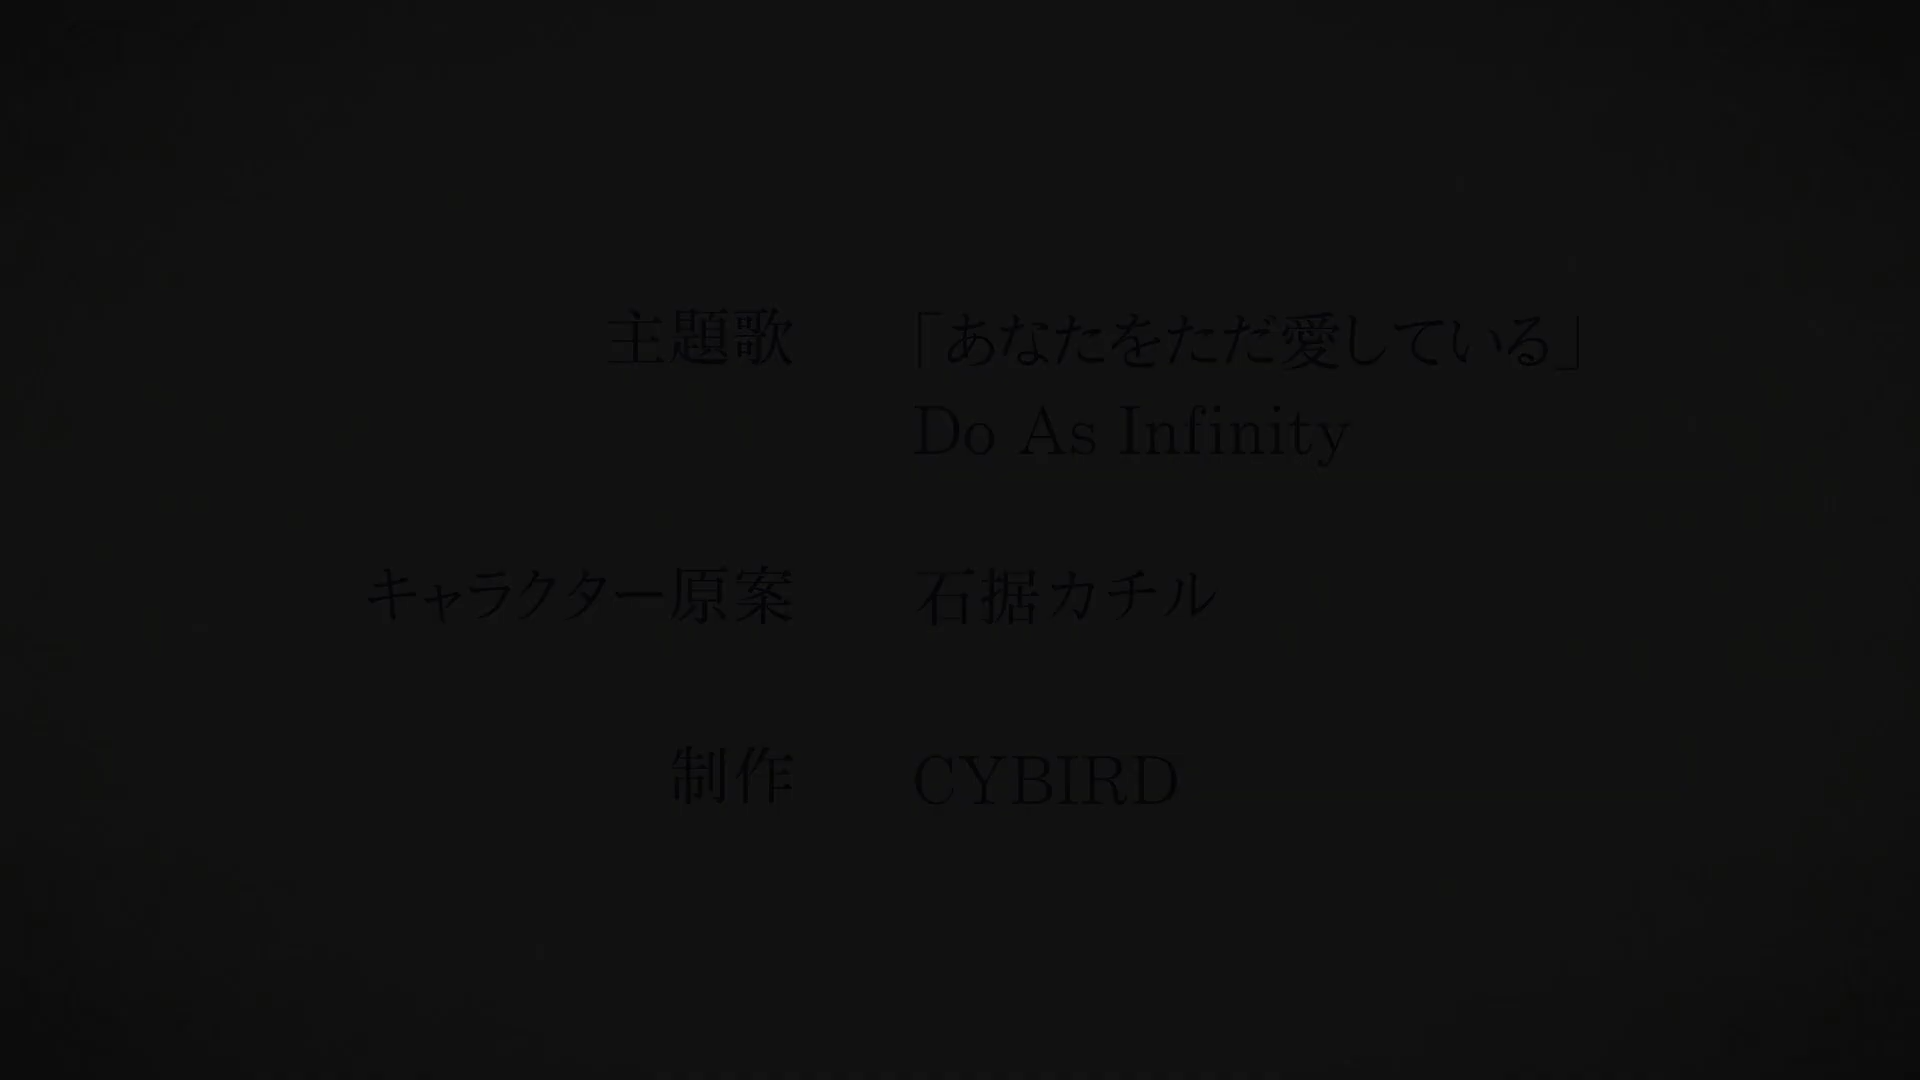 主題歌 「あなたをただ愛している」
Do As Infinity
キャラクター原案 石据カチル
制作 CYBIRD